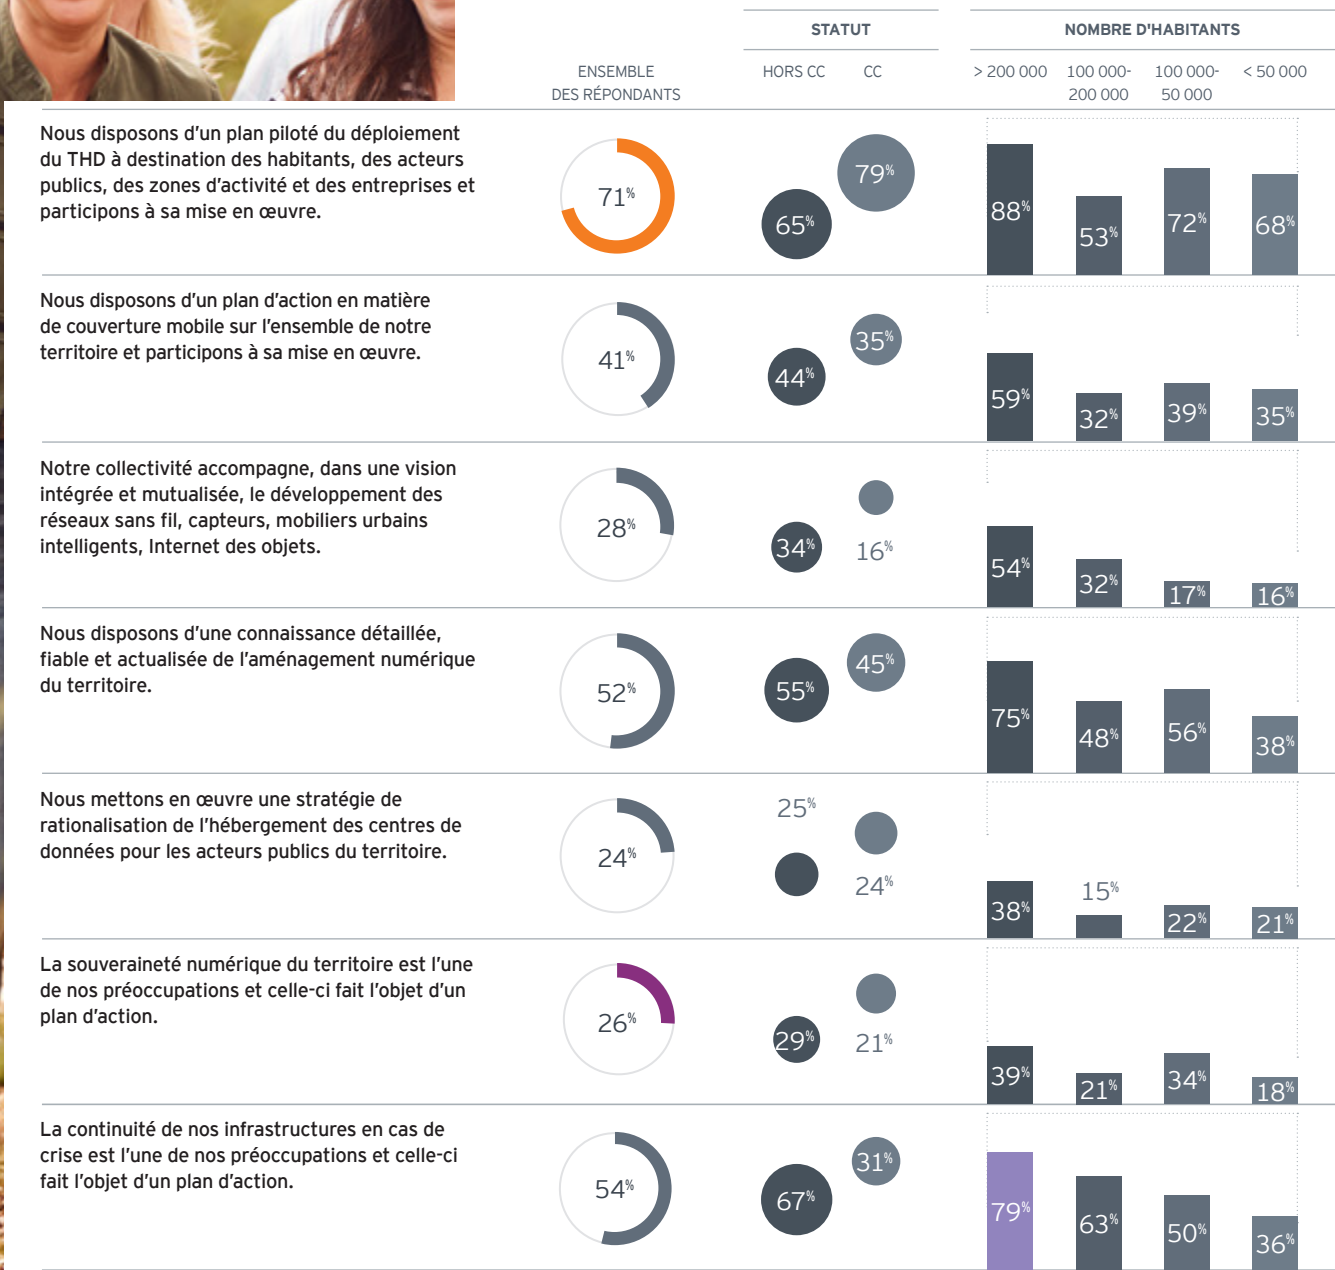 STATUT
NOMBRE D'HABITANTS
ENSEMBLE
DES RÉPONDANTS
HORS CC
CC
> 200 000
100 000-
200 000
100 000-
50 000
< 50 000
Nous disposons d'un plan piloté du déploiement
du THD à destination des habitants, des acteurs
publics, des zones d'activité et des entreprises et
participons à sa mise en œuvre.
71%
65%
79%
88%
53%
72%
68%
Nous disposons d'un plan d'action en matière
de couverture mobile sur l'ensemble de notre
territoire et participons à sa mise en œuvre.
41%
44%
35%
59%
32%
39%
35%
Notre collectivité accompagne, dans une vision
intégrée et mutualisée, le développement des
réseaux sans fil, capteurs, mobiliers urbains
intelligents, Internet des objets.
28%
34%
16%
54%
32%
17%
16%
Nous disposons d'une connaissance détaillée,
fiable et actualisée de l'aménagement numérique
du territoire.
52%
55%
45%
75%
48%
56%
38%
Nous mettons en œuvre une stratégie de
rationalisation de l'hébergement des centres de
données pour les acteurs publics du territoire.
24%
25%
24%
38%
15%
22%
21%
La souveraineté numérique du territoire est l'une
de nos préoccupations et celle-ci fait l'objet d'un
plan d'action.
26%
29%
21%
39%
21%
34%
18%
La continuité de nos infrastructures en cas de
crise est l'une de nos préoccupations et celle-ci
fait l'objet d'un plan d'action.
54%
67%
31%
79%
63%
50%
36%